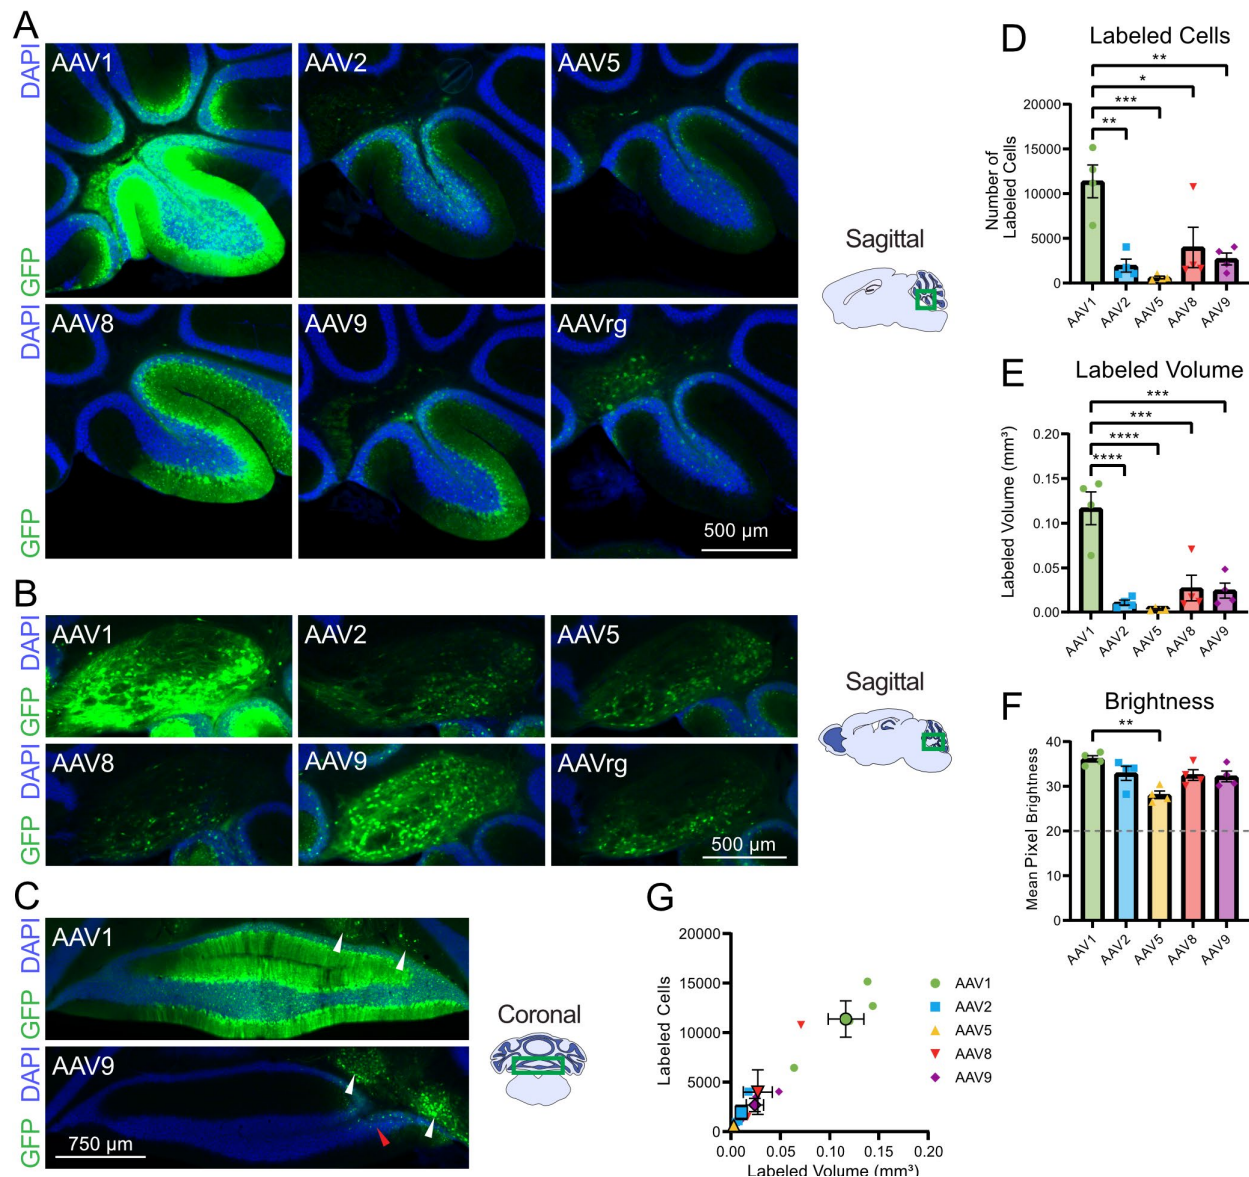 A
DAPI
GFP
AAV1
AAV2
AAV5
DAPI
GFP
AAV8
AAV9
AAVrg
500 µm
Sagittal
B
GFP DAPI
AAV1
AAV2
AAV5
GFP DAPI
AAV8
AAV9
AAVrg
500 µm
Sagittal
C
GFP DAPI
AAV1
GFP DAPI
AAV9
750 µm
Coronal
D
Labeled Cells
**
*
***
**
Number of
Labeled Cells
20000
15000
10000
5000
0
AAV1
AAV2
AAV5
AAV8
AAV9
E
Labeled Volume
***
***
****
****
Labeled Volume (mm³)
0.20
0.15
0.10
0.05
0.00
AAV1
AAV2
AAV5
AAV8
AAV9
F
Brightness
**
Mean Pixel Brightness
40
30
20
10
0
AAV1
AAV2
AAV5
AAV8
AAV9
G
Labeled Cells
20000
15000
10000
5000
0
0.00 0.05 0.10 0.15 0.20
Labeled Volume (mm³)
AAV1
AAV2
AAV5
AAV8
AAV9